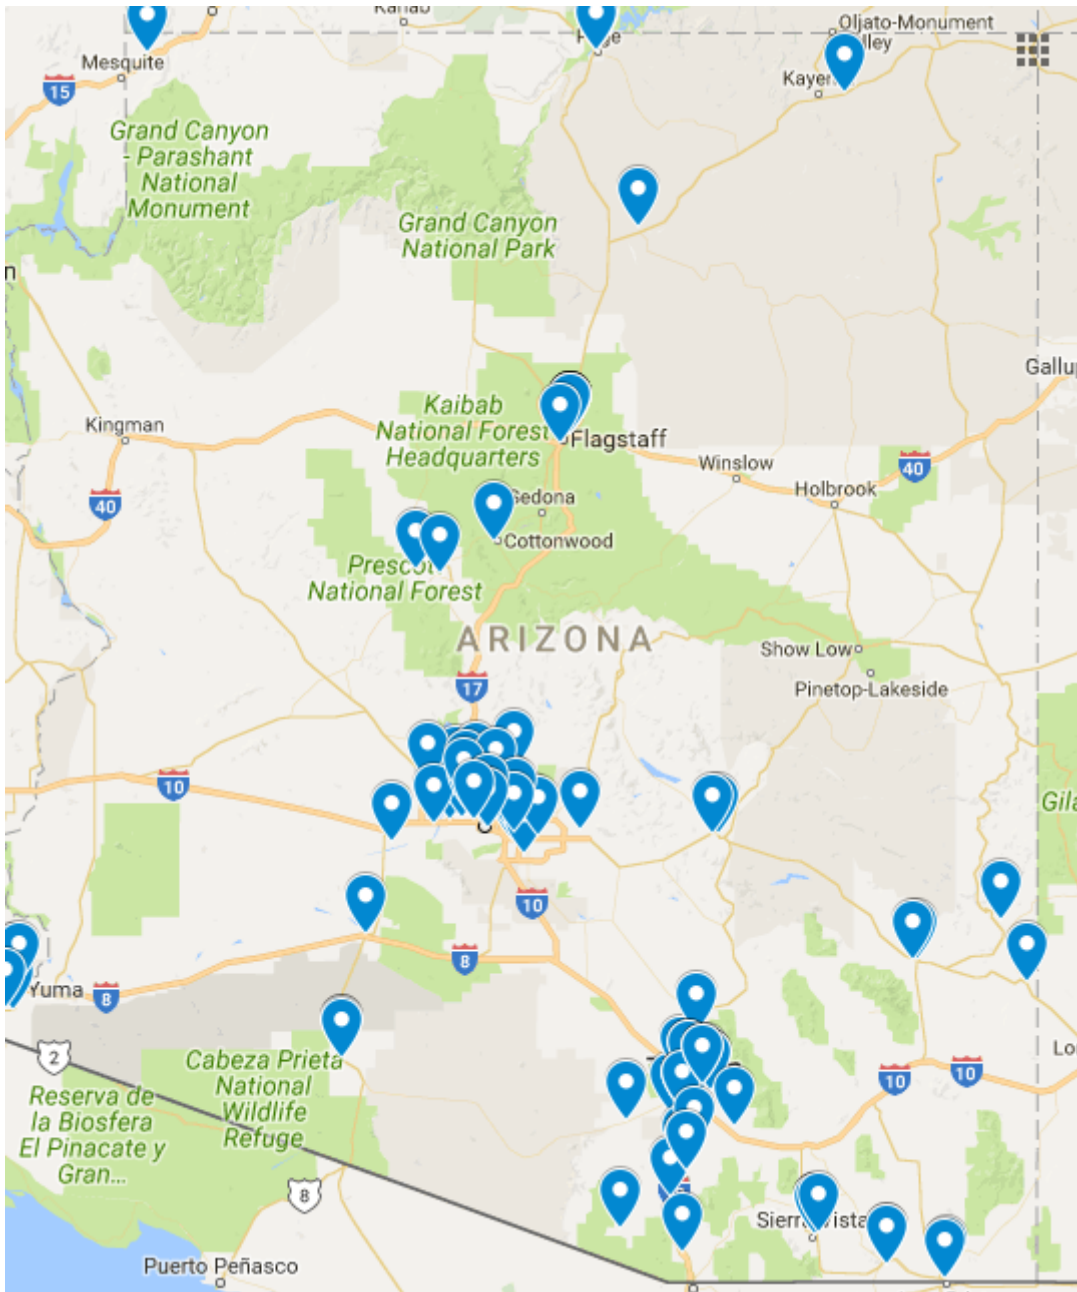 Kanab
Oljato-Monument
Mesquite
15
Grand Canyon
- Parashant
National
Monument
Grand Canyon
National Park
Kingman
Kaibab
National Forest
Headquarters
Flagstaff
Winslow
40
Holbrook
40
Sedona
Cottonwood
National Forest
ARIZONA
Show Low
Pinetop-Lakeside
17
10
10
8
Yuma
8
2
Cabeza Prieta
National
Wildlife
Refuge
10
10
Reserva de
la Biosfera
El Pinacate y
Gran...
8
Puerto Peñasco